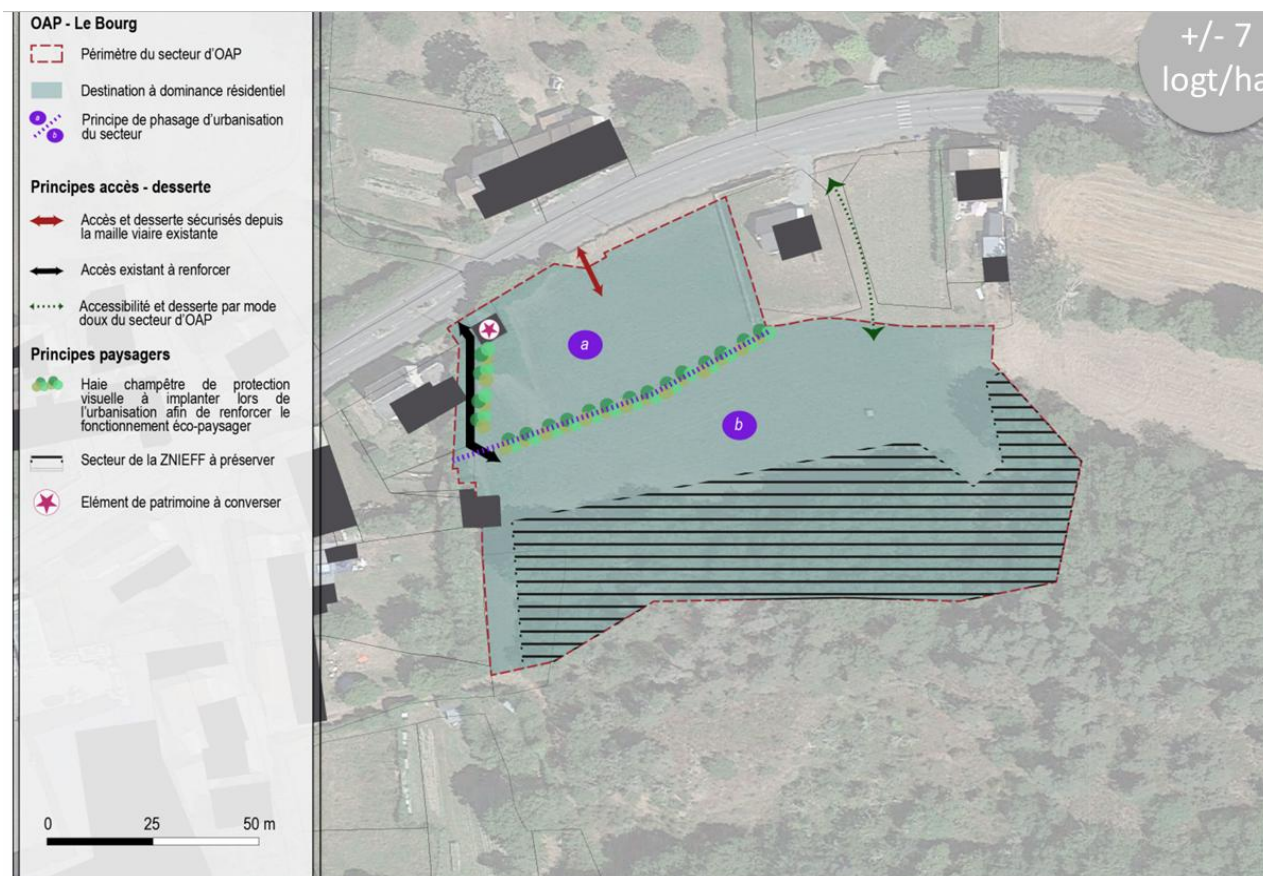 OAP - Le Bourg
Périmètre du secteur d'OAP
Destination à dominance résidentiel
a
b
Principe de phasage d'urbanisation
du secteur
Principes accès - desserte
Accès et desserte sécurisés depuis
la maille viaire existante
Accès existant à renforcer
Accessibilité et desserte par mode
doux du secteur d'OAP
Principes paysagers
Haie champêtre de protection
visuelle à implanter lors de
l'urbanisation afin de renforcer le
fonctionnement éco-paysager
Secteur de la ZNIEFF à préserver
Elément de patrimoine à converser
0 25 50 m
+/- 7
logt/ha
a
b